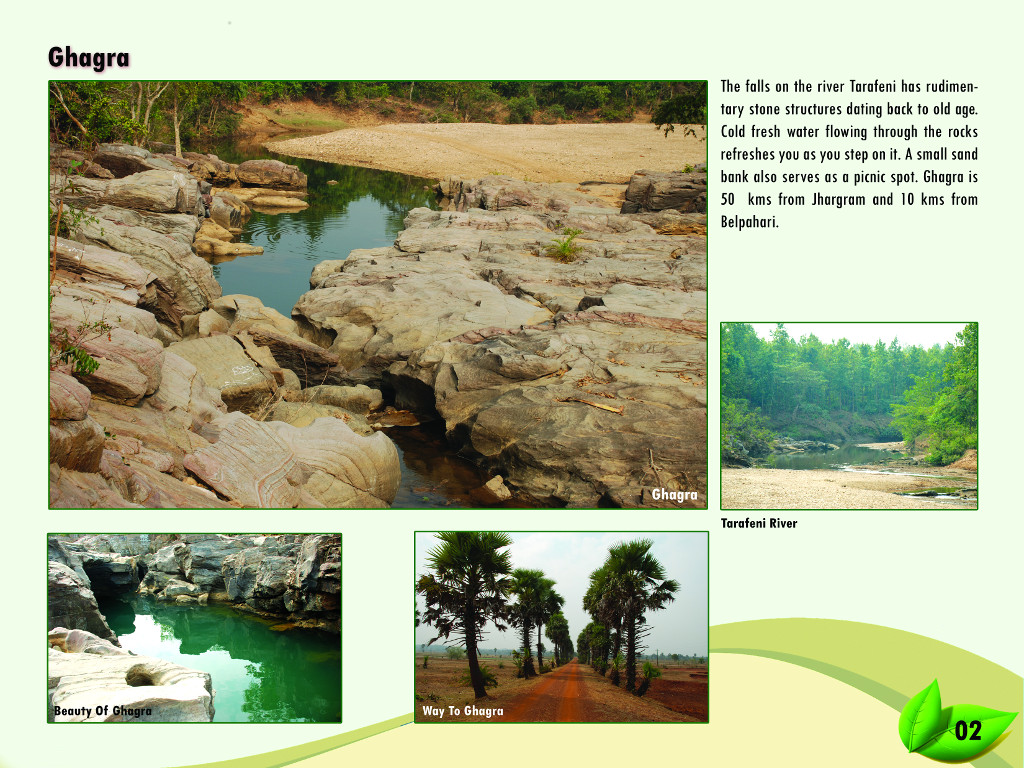 Ghagra
The falls on the river Tarafeni has rudimen-
tary stone structures dating back to old age.
Cold fresh water flowing through the rocks
refreshes you as you step on it. A small sand
bank also serves as a picnic spot. Ghagra is
50 kms from Jhargram and 10 kms from
Belpahari.
Ghagra
Tarafeni River
Beauty Of Ghagra
Way To Ghagra
02